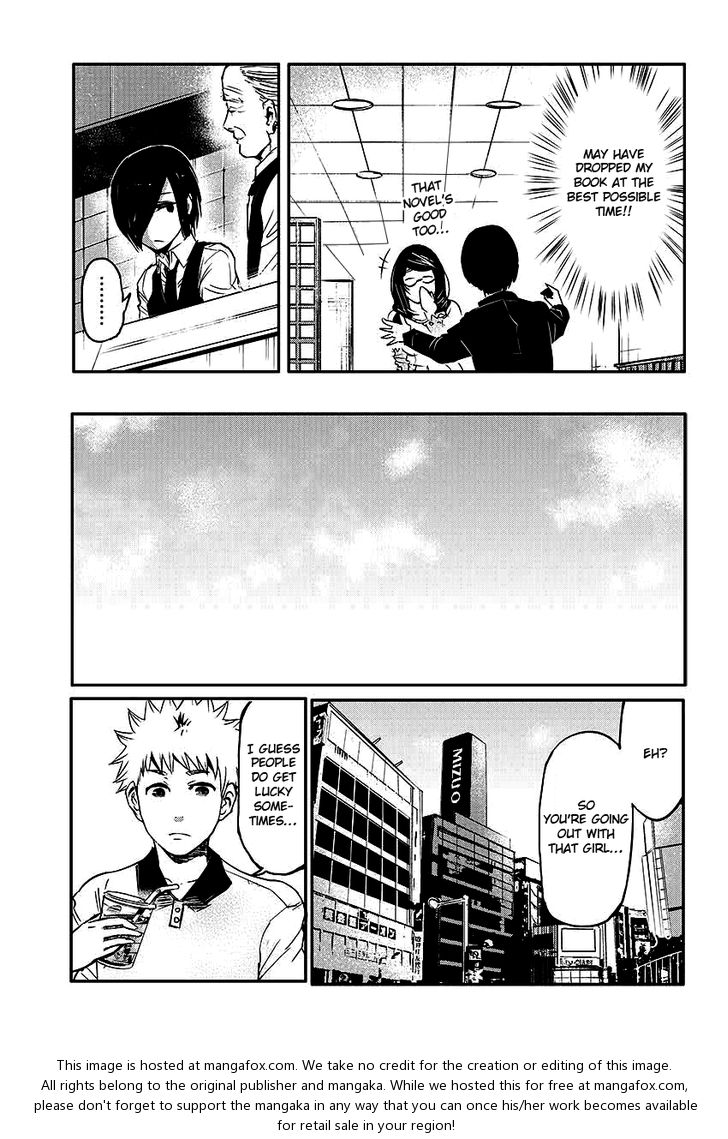 MAY HAVE
DROPPED MY
BOOK AT THE
BEST POSSIBLE
TIME!!
THAT
NOVEL'S
GOOD
TOO!.
.........
EH?
SO
YOU'RE GOING
OUT WITH
THAT GIRL...
MIZUO
I GUESS
PEOPLE
DO GET
LUCKY
SOME-
TIMES...
This image is hosted at mangafox.com. We take no credit for the creation or editing of this image.
All rights belong to the original publisher and mangaka. While we hosted this for free at mangafox.com,
please don't forget to support the mangaka in any way that you can once his/her work becomes available
for retail sale in your region!